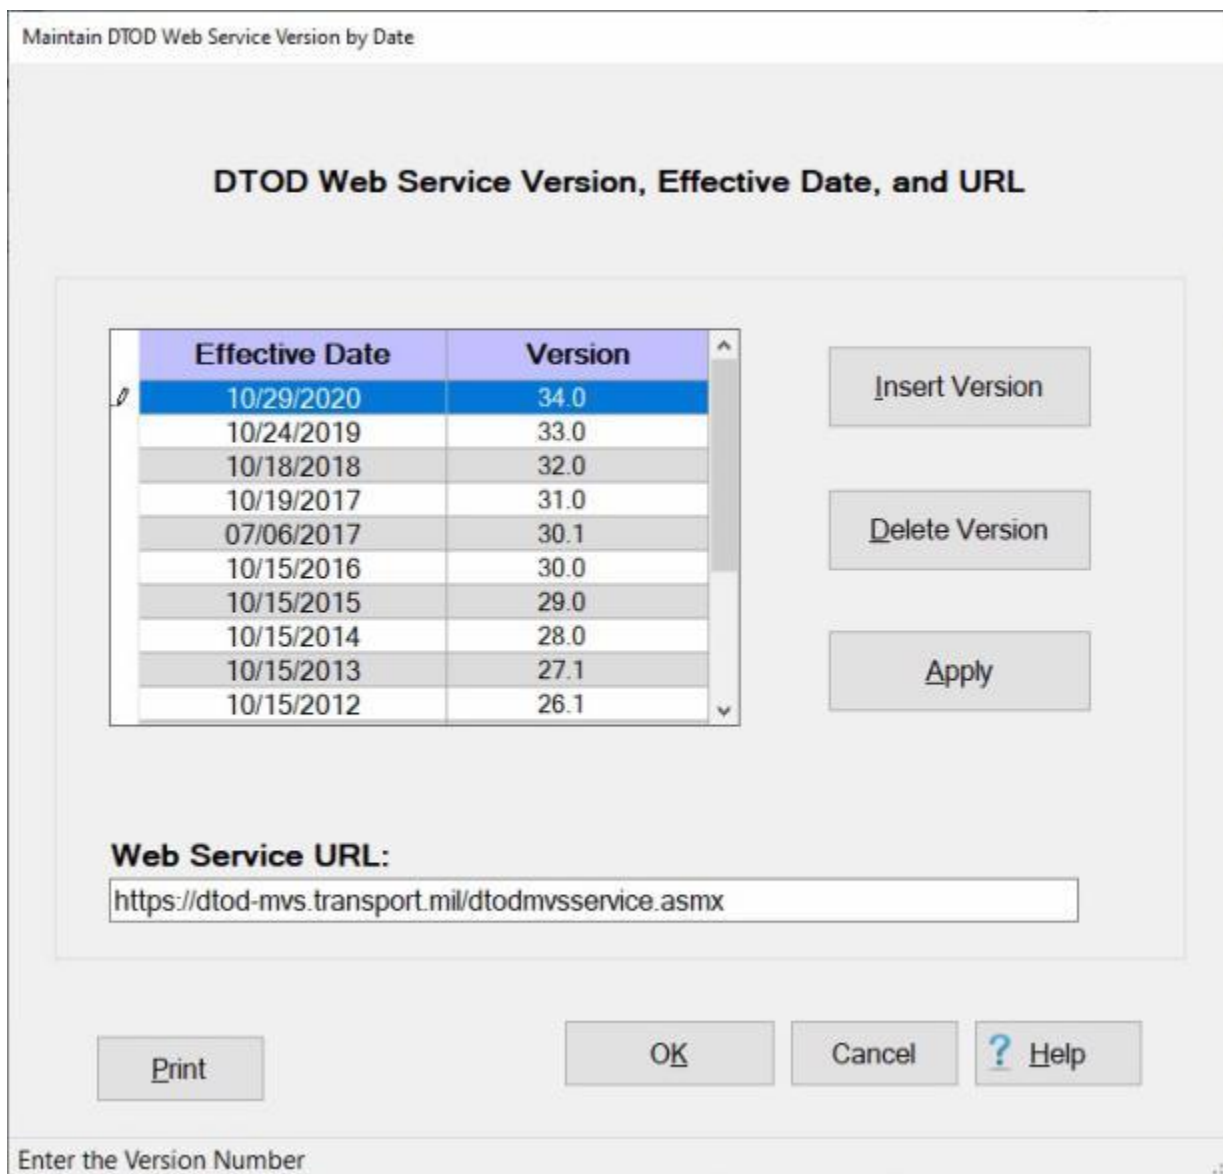 Maintain DTOD Web Service Version by Date
DTOD Web Service Version, Effective Date, and URL
Effective Date Version
10/29/2020 34.0
10/24/2019 33.0
10/18/2018 32.0
10/19/2017 31.0
07/06/2017 30.1
10/15/2016 30.0
10/15/2015 29.0
10/15/2014 28.0
10/15/2013 27.1
10/15/2012 26.1
Insert Version
Delete Version
Apply
Web Service URL:
https://dtod-mvs.transport.mil/dtodmvsservice.asmx
Print OK Cancel ? Help
Enter the Version Number